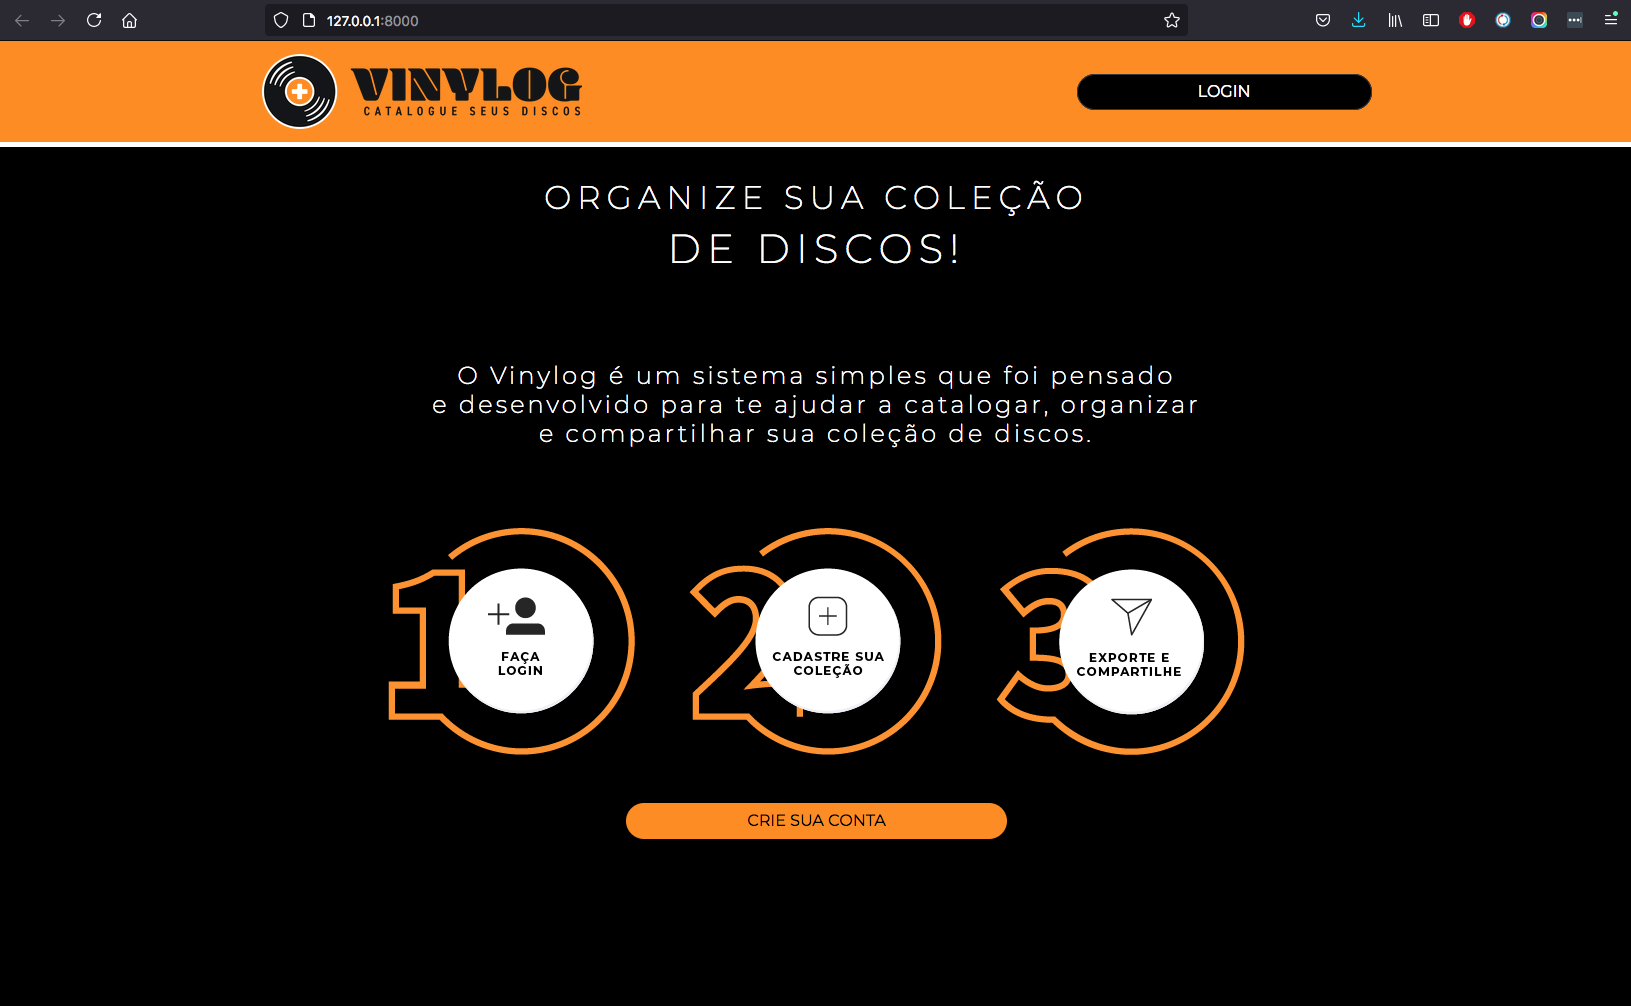 127.0.0.1:8000
VINYLOG
CATALOGUE SEUS DISCOS
LOGIN
ORGANIZE SUA COLEÇÃO
DE DISCOS!
O Vinylog é um sistema simples que foi pensado
e desenvolvido para te ajudar a catalogar, organizar
e compartilhar sua coleção de discos.
1
FAÇA
LOGIN
2
CADASTRE SUA
COLEÇÃO
3
EXPORTE E
COMPARTILHE
CRIE SUA CONTA